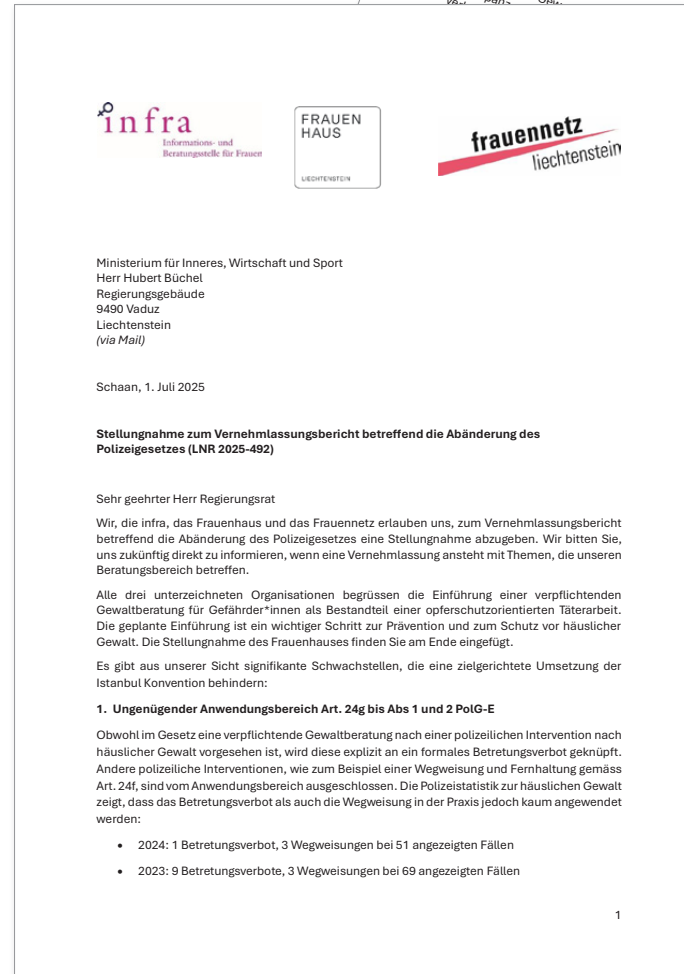 infra
Informations- und
Beratungsstelle für Frauen
FRAUEN
HAUS
LIECHTENSTEIN
frauennetz
liechtenstein
Ministerium für Inneres, Wirtschaft und Sport
Herr Hubert Büchel
Regierungsgebäude
9490 Vaduz
Liechtenstein
(via Mail)
Schaan, 1. Juli 2025
Stellungnahme zum Vernehmlassungsbericht betreffend die Abänderung des
Polizeigesetzes (LNR 2025-492)
Sehr geehrter Herr Regierungsrat
Wir, die infra, das Frauenhaus und das Frauennetz erlauben uns, zum Vernehmlassungsbericht
betreffend die Abänderung des Polizeigesetzes eine Stellungnahme abzugeben. Wir bitten Sie,
uns zukünftig direkt zu informieren, wenn eine Vernehmlassung ansteht mit Themen, die unseren
Beratungsbereich betreffen.
Alle drei unterzeichneten Organisationen begrüssen die Einführung einer verpflichtenden
Gewaltberatung für Gefährder*innen als Bestandteil einer opferschutzorientierten Täterarbeit.
Die geplante Einführung ist ein wichtiger Schritt zur Prävention und zum Schutz vor häuslicher
Gewalt. Die Stellungnahme des Frauenhauses finden Sie am Ende eingefügt.
Es gibt aus unserer Sicht signifikante Schwachstellen, die eine zielgerichtete Umsetzung der
Istanbul Konvention behindern:
1. Ungenügender Anwendungsbereich Art. 24g bis Abs 1 und 2 PolG-E
Obwohl im Gesetz eine verpflichtende Gewaltberatung nach einer polizeilichen Intervention nach
häuslicher Gewalt vorgesehen ist, wird diese explizit an ein formales Betretungsverbot geknüpft.
Andere polizeiliche Interventionen, wie zum Beispiel einer Wegweisung und Fernhaltung gemäss
Art. 24f, sind vom Anwendungsbereich ausgeschlossen. Die Polizeistatistik zur häuslichen Gewalt
zeigt, dass das Betretungsverbot als auch die Wegweisung in der Praxis jedoch kaum angewendet
werden:
• 2024: 1 Betretungsverbot, 3 Wegweisungen bei 51 angezeigten Fällen
• 2023: 9 Betretungsverbote, 3 Wegweisungen bei 69 angezeigten Fällen
1